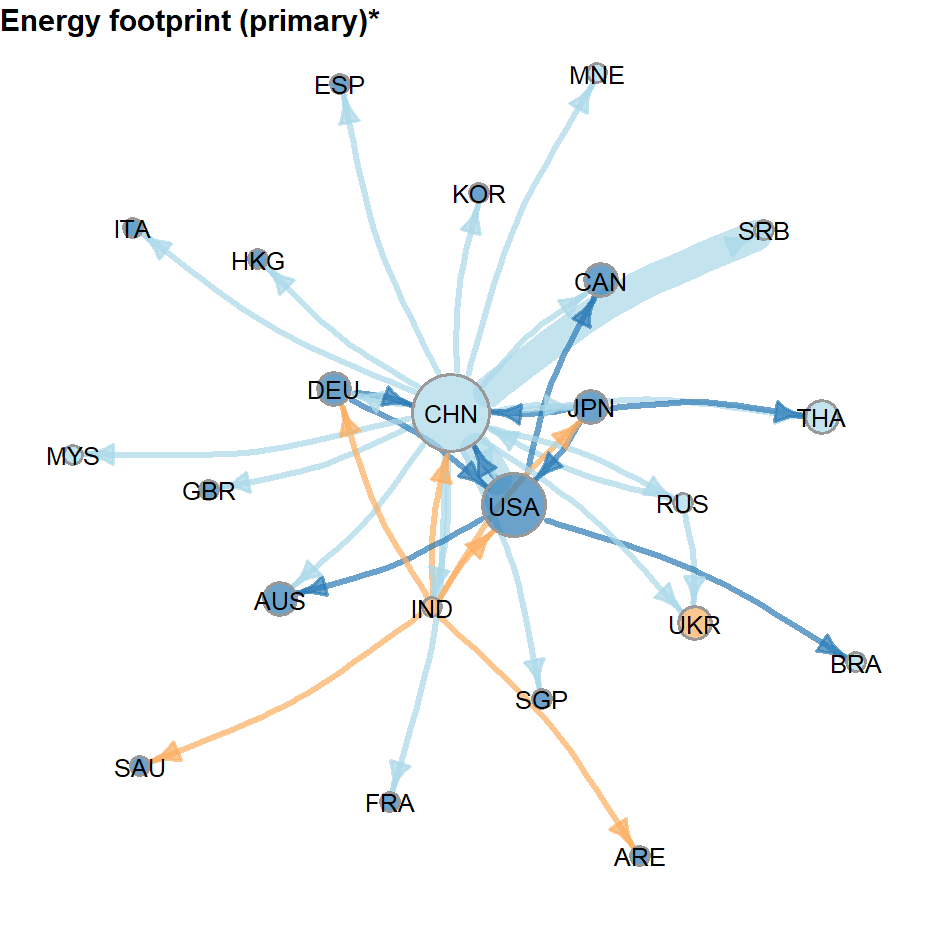 Energy footprint (primary)*
ESP
MNE
KOR
ITA
SRB
HKG
CAN
DEU
CHN
JPN
THA
MYS
GBR
USA
RUS
AUS
IND
UKR
BRA
SGP
SAU
FRA
ARE